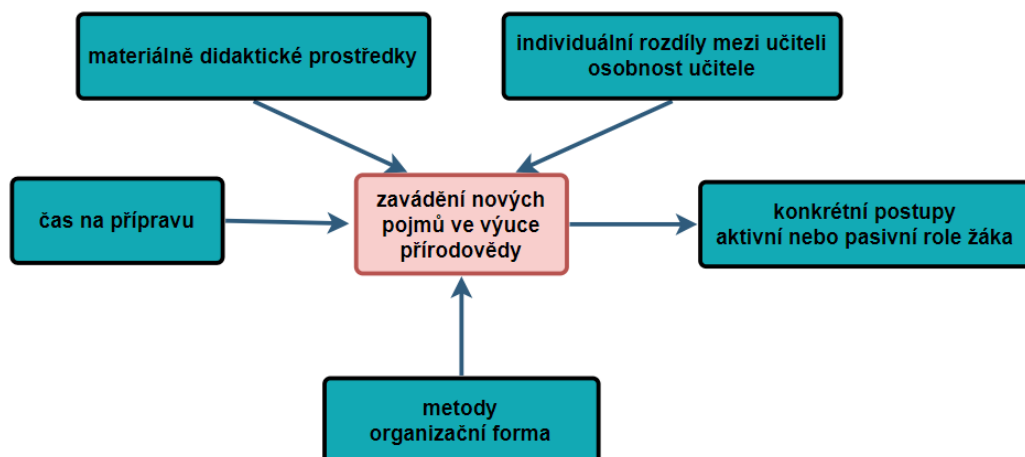 materiálně didaktické prostředky
individuální rozdíly mezi učiteli
osobnost učitele
čas na přípravu
zavádění nových
pojmů ve výuce
přírodovědy
konkrétní postupy
aktivní nebo pasivní role žáka
metody
organizační forma